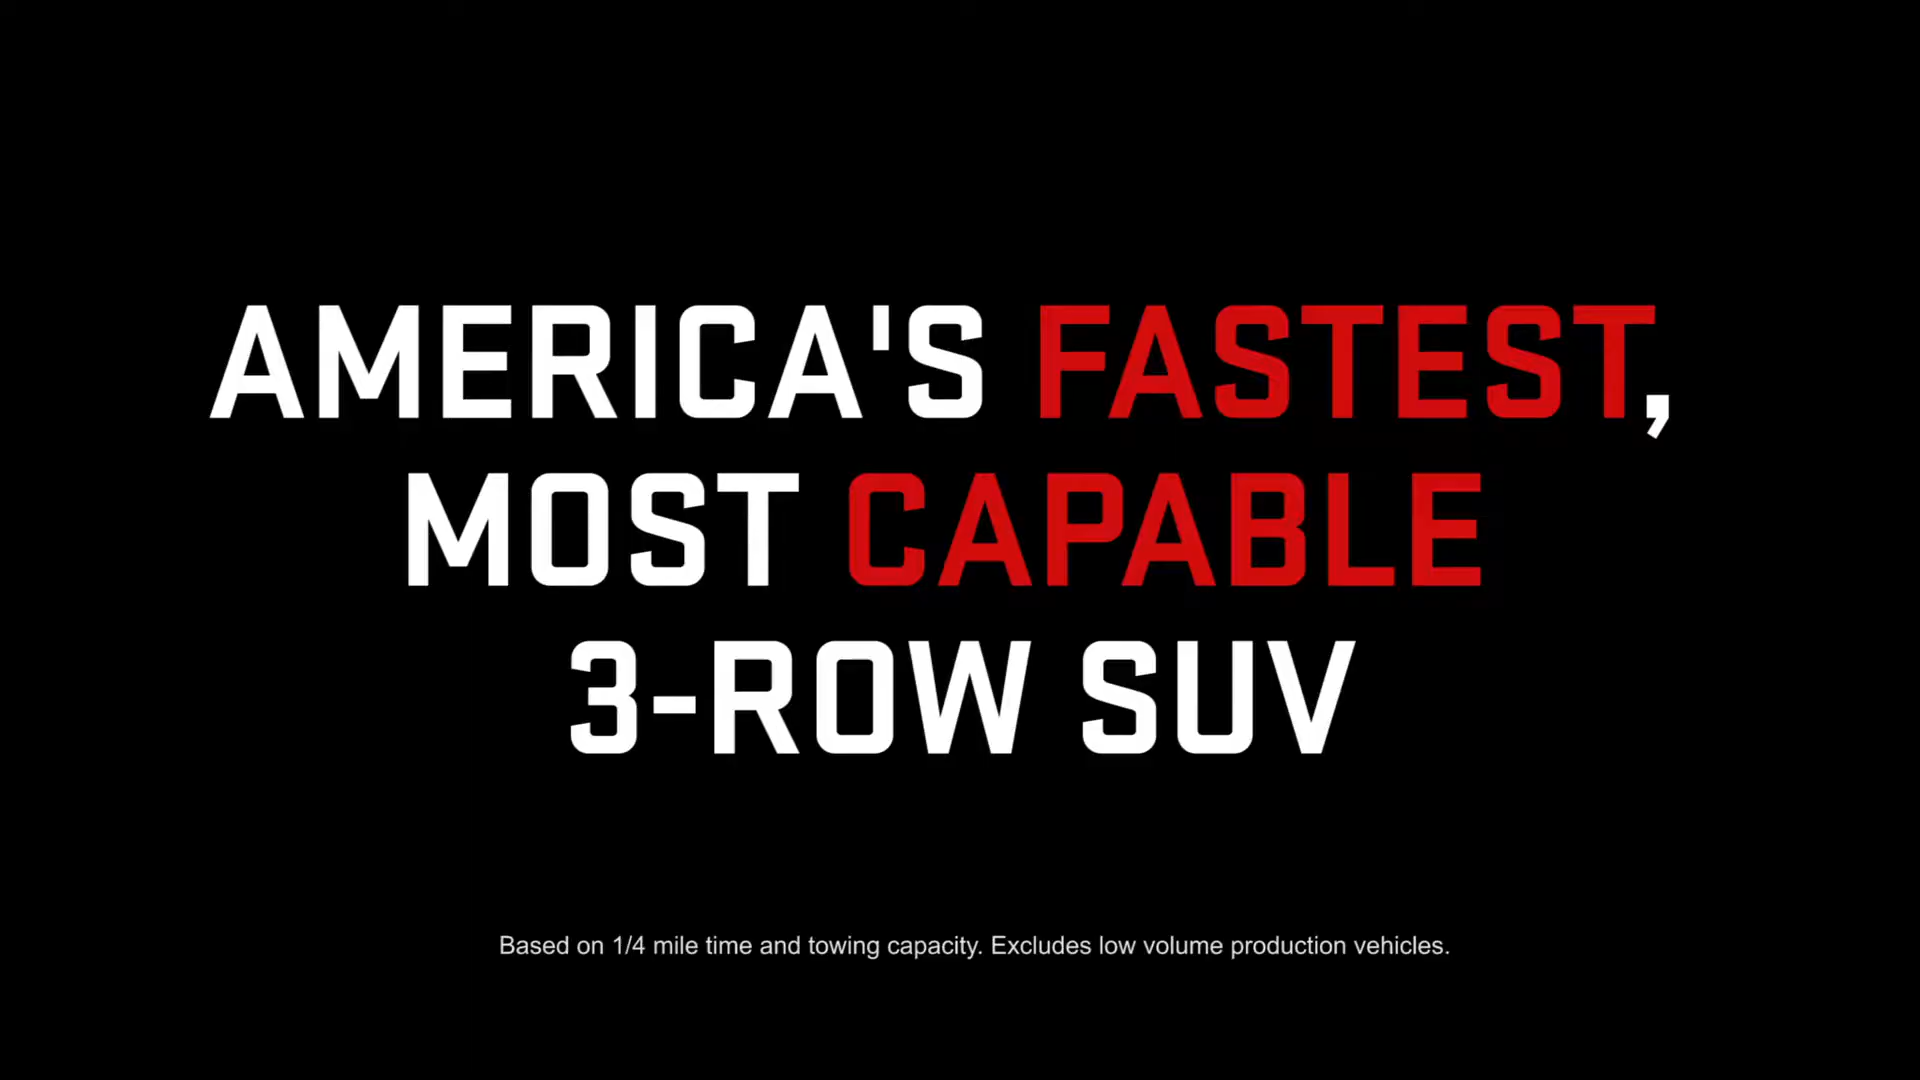 AMERICA'S FASTEST,
MOST CAPABLE
3-ROW SUV
Based on 1/4 mile time and towing capacity. Excludes low volume production vehicles.